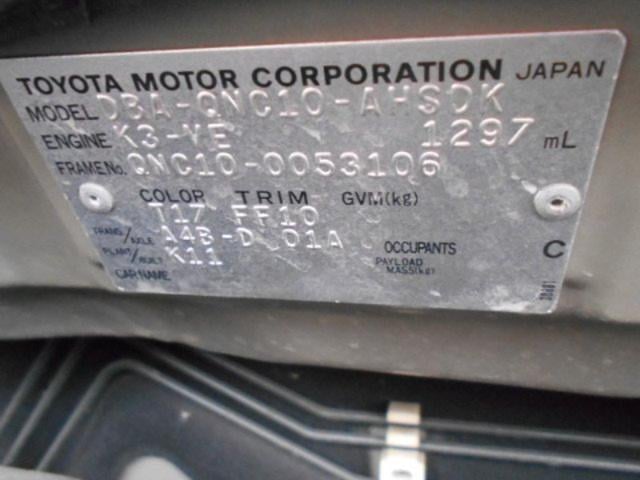 TOYOTA MOTOR CORPORATION JAPAN
MODEL DBA-QNC10-AHSDK
ENGINE K3-VE 1297 mL
FRAME No. QNC10-0053106
COLOR TRIM GVM(kg)
T17 FF10
TRANS/AXLE A4B-D 01A OCCUPANTS C
PLANT/BUILT K11 PAYLOAD MASS(kg)
CAR NAME